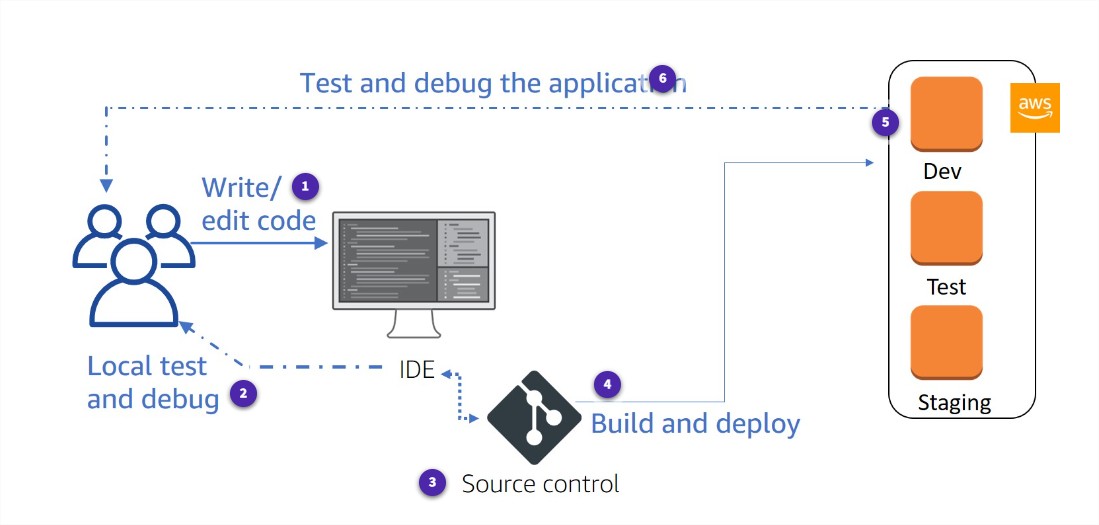 Test and debug the application
6
aws
5
Dev
Write/
edit code
1
Test
Local test
and debug
2
IDE
4
Build and deploy
Staging
3
Source control